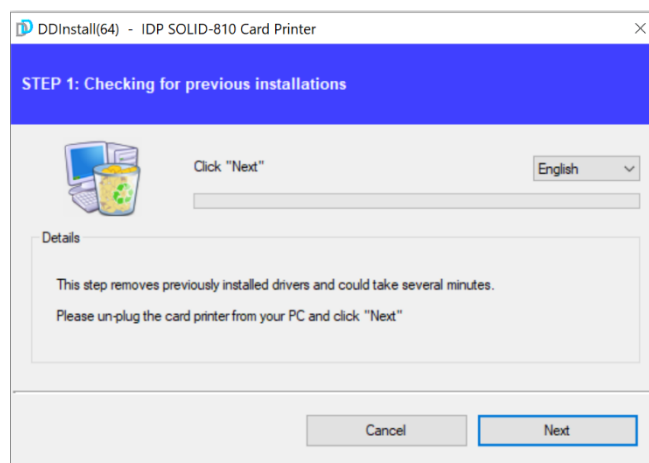 DDInstall(64) - IDP SOLID-810 Card Printer
STEP 1: Checking for previous installations
Click "Next"
English
Details
This step removes previously installed drivers and could take several minutes.
Please un-plug the card printer from your PC and click "Next"
Cancel
Next